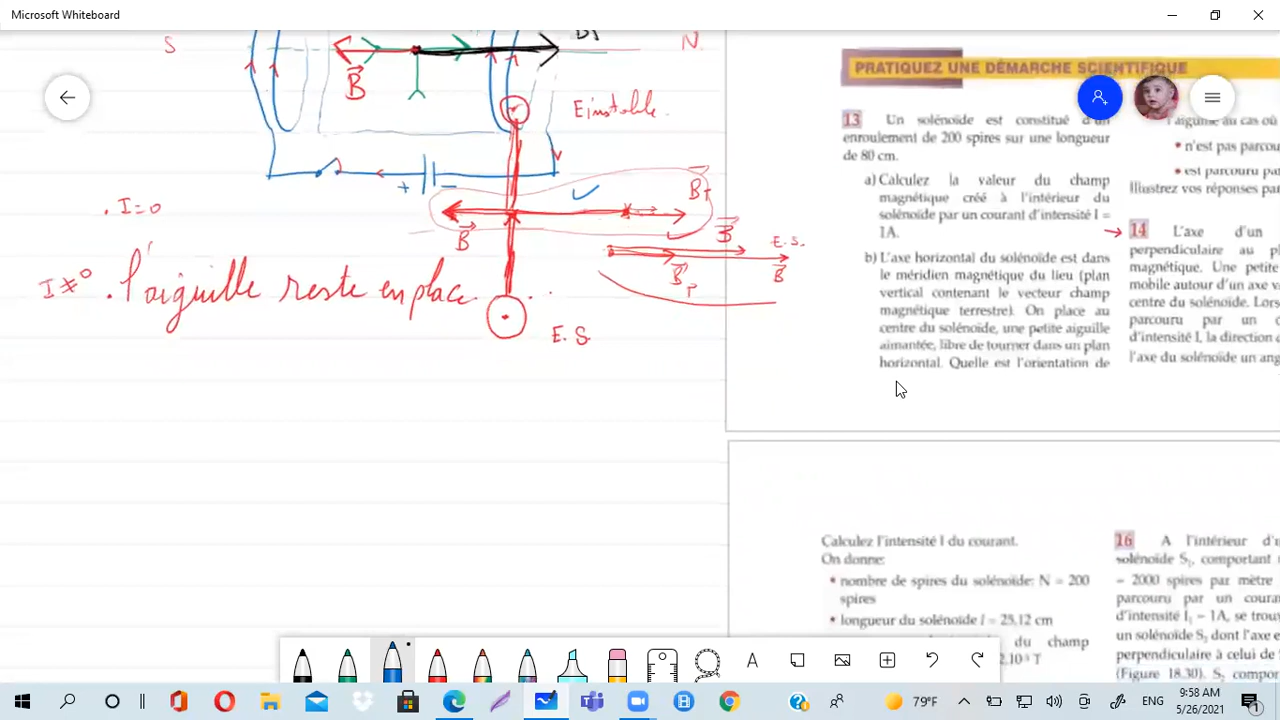 Microsoft Whiteboard
S
N
B
BT
E instable.
+ −
. I=0
B
BT
B
E.S.
Bp
B
I≠0 . l'aiguille reste en place. . .
E.S.
PRATIQUEZ UNE DÉMARCHE SCIENTIFIQUE
13 Un solénoïde est constitué d'un
enroulement de 200 spires sur une longueur
de 80 cm.
a) Calculez la valeur du champ
magnétique créé à l'intérieur du
solénoïde par un courant d'intensité I =
1A.
b) L'axe horizontal du solénoïde est dans
le méridien magnétique du lieu (plan
vertical contenant le vecteur champ
magnétique terrestre). On place au
centre du solénoïde, une petite aiguille
aimantée, libre de tourner dans un plan
horizontal. Quelle est l'orientation de
l'aiguille au cas où
• n'est pas parcou
• est parcouru pa
Illustrez vos réponses par
14 L'axe d'un
perpendiculaire au pl
magnétique. Une petite
mobile autour d'un axe v
centre du solénoïde. Lors
parcouru par un c
d'intensité I, la direction d
l'axe du solénoïde un ang
Calculez l'intensité I du courant.
On donne:
• nombre de spires du solénoïde: N = 200
spires
• longueur du solénoïde l = 25,12 cm
du champ
2.10⁻⁵ T
16 A l'intérieur d'u
solénoïde S₁, comportant
= 2000 spires par mètre
parcouru par un coura
d'intensité I₁ = 1A, se trouv
un solénoïde S₂ dont l'axe e
perpendiculaire à celui de
(Figure 18.30). S₂ compor
79°F
ENG
9:58 AM
5/26/2021